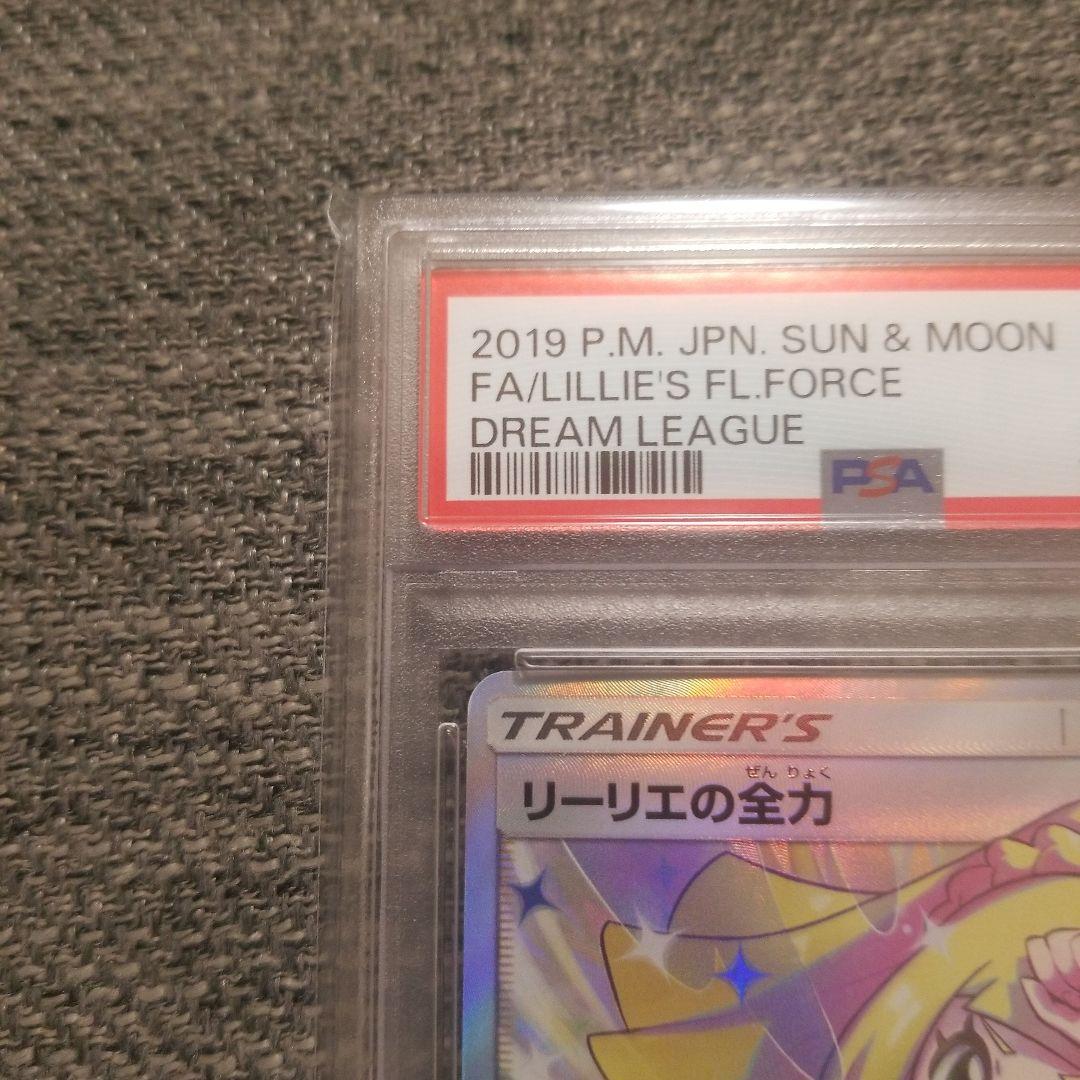 2019 P.M. JPN. SUN & MOON
FA/LILLIE'S FL.FORCE
DREAM LEAGUE
PSA
TRAINER'S
ぜん りょく
リーリエの全力